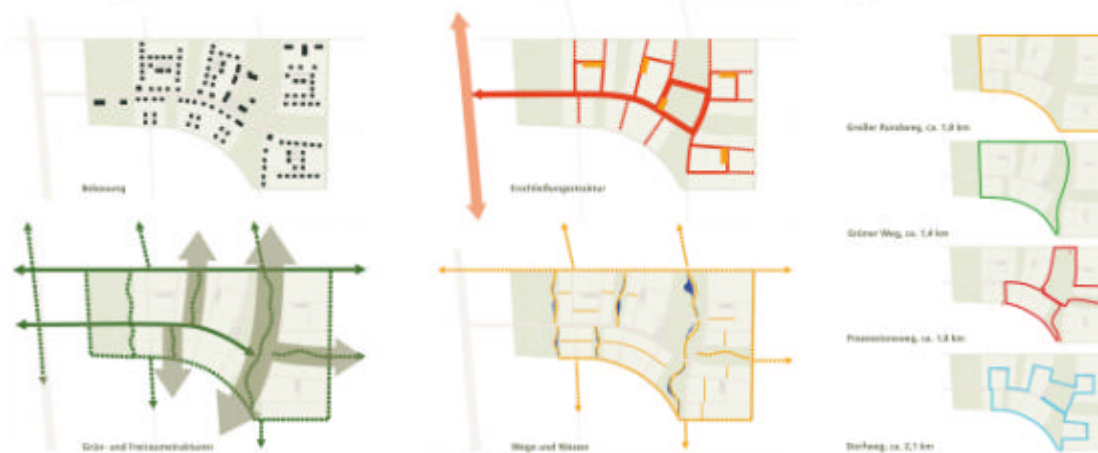 Bebauung
Erschließungsstruktur
Grün- und Freiraumstrukturen
Wege und Wasser
Großer Rundweg, ca. 1,8 km
Grüner Weg, ca. 1,4 km
Promenadenweg, ca. 1,8 km
Dorfweg, ca. 2,1 km